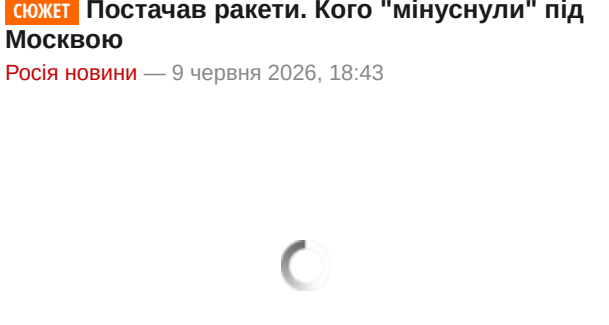 СЮЖЕТ Постачав ракети. Кого "мінуснули" під
Москвою
Росія новини — 9 червня 2026, 18:43